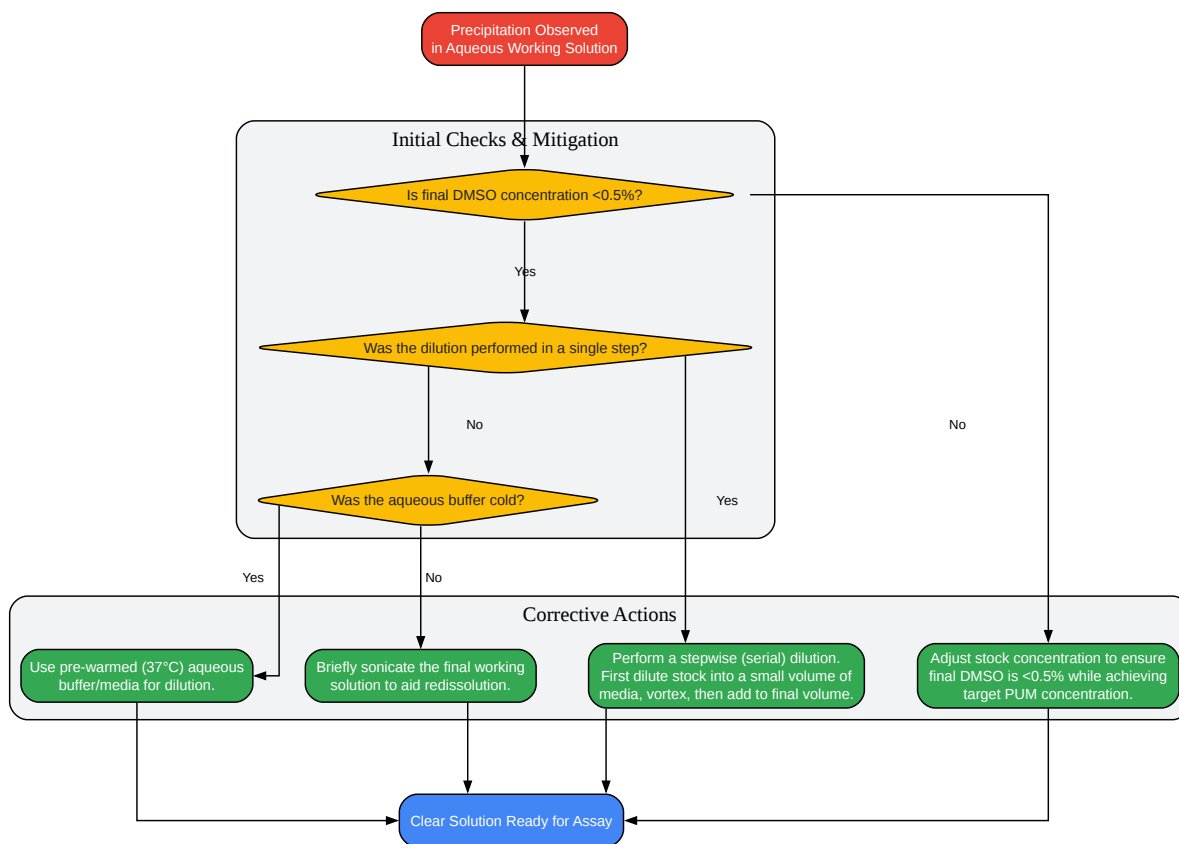 Precipitation Observed
in Aqueous Working Solution
Initial Checks & Mitigation
Is final DMSO concentration <0.5%?
Yes
Was the dilution performed in a single step?
No
No
Was the aqueous buffer cold?
Yes
Yes
No
Corrective Actions
Use pre-warmed (37°C) aqueous
buffer/media for dilution.
Briefly sonicate the final working
solution to aid redissolution.
Perform a stepwise (serial) dilution.
First dilute stock into a small volume of
media, vortex, then add to final volume.
Adjust stock concentration to ensure
final DMSO is <0.5% while achieving
target PUM concentration.
Clear Solution Ready for Assay